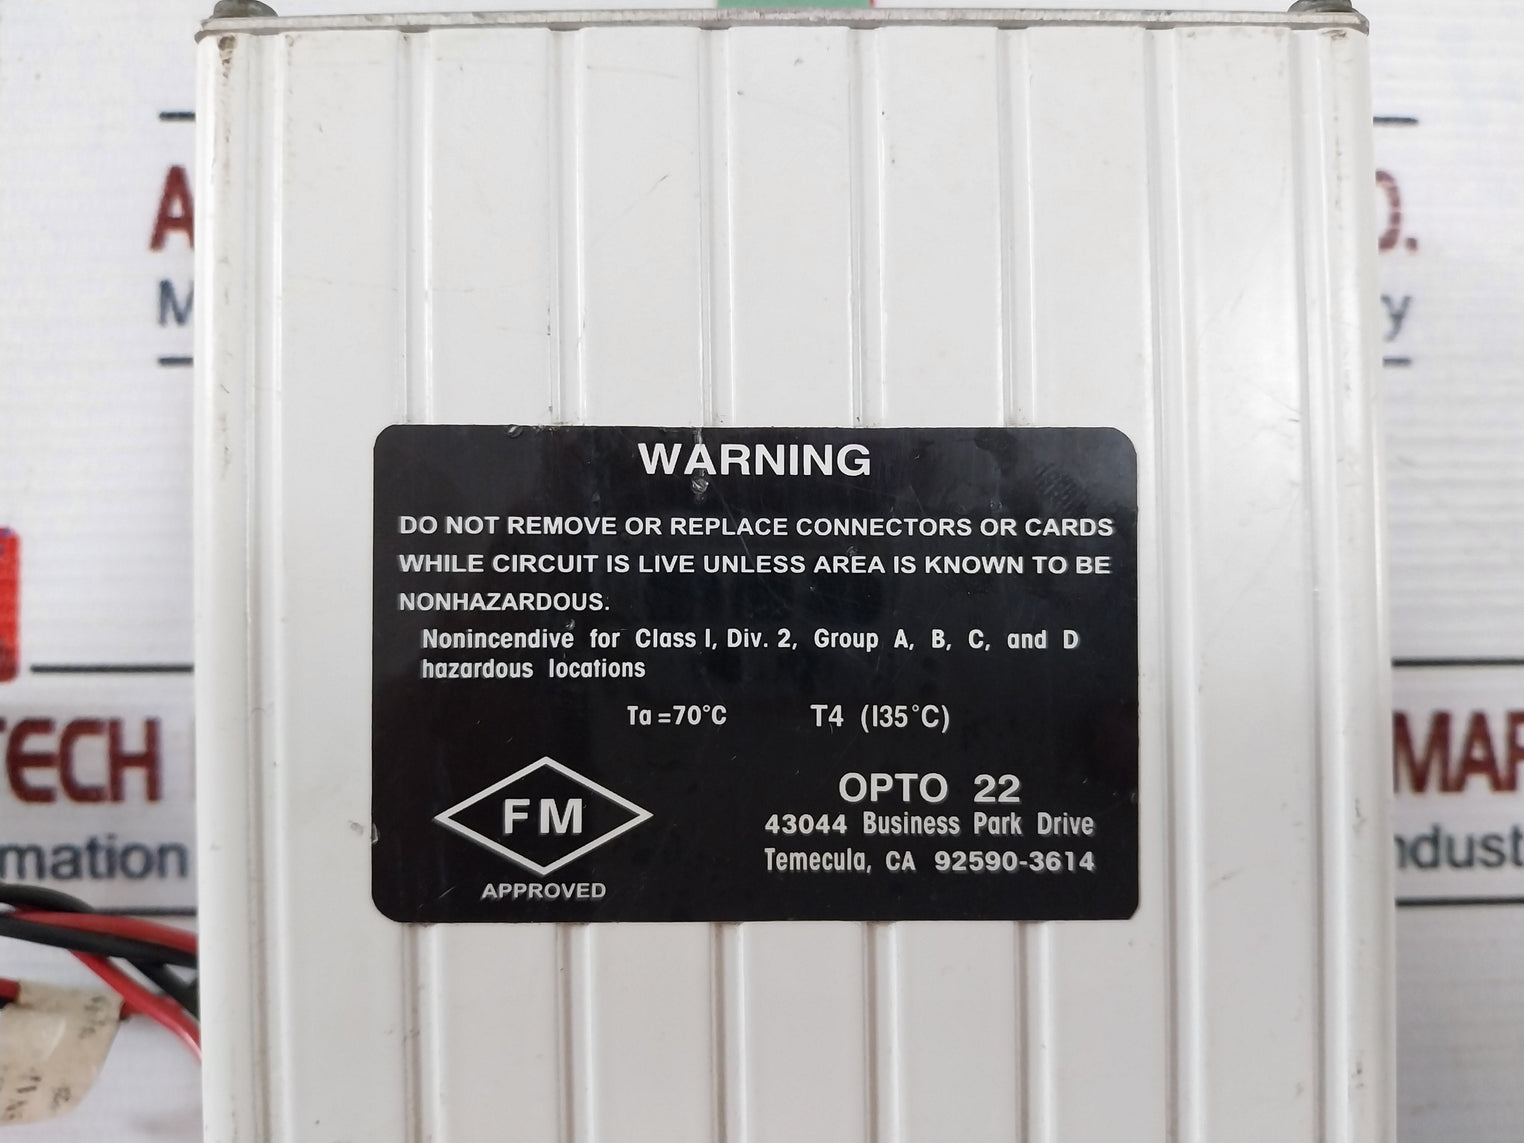 WARNING
DO NOT REMOVE OR REPLACE CONNECTORS OR CARDS
WHILE CIRCUIT IS LIVE UNLESS AREA IS KNOWN TO BE
NONHAZARDOUS.
Nonincendive for Class I, Div. 2, Group A, B, C, and D
hazardous locations
Ta =70°C T4 (135°C)
FM
APPROVED
OPTO 22
43044 Business Park Drive
Temecula, CA 92590-3614
TECH
mation